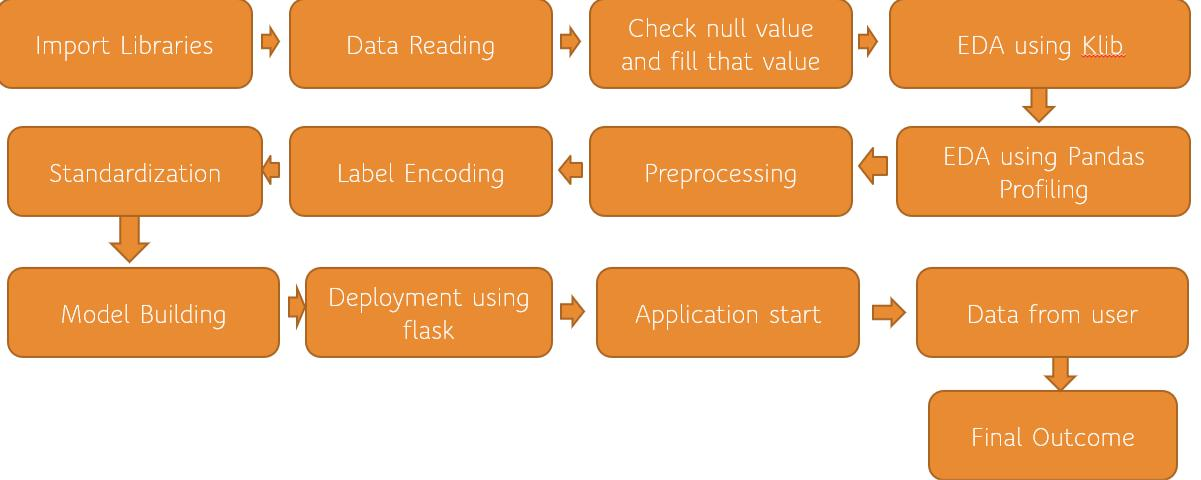 Import Libraries
Data Reading
Check null value
and fill that value
EDA using Klib
EDA using Pandas
Profiling
Preprocessing
Label Encoding
Standardization
Model Building
Deployment using
flask
Application start
Data from user
Final Outcome